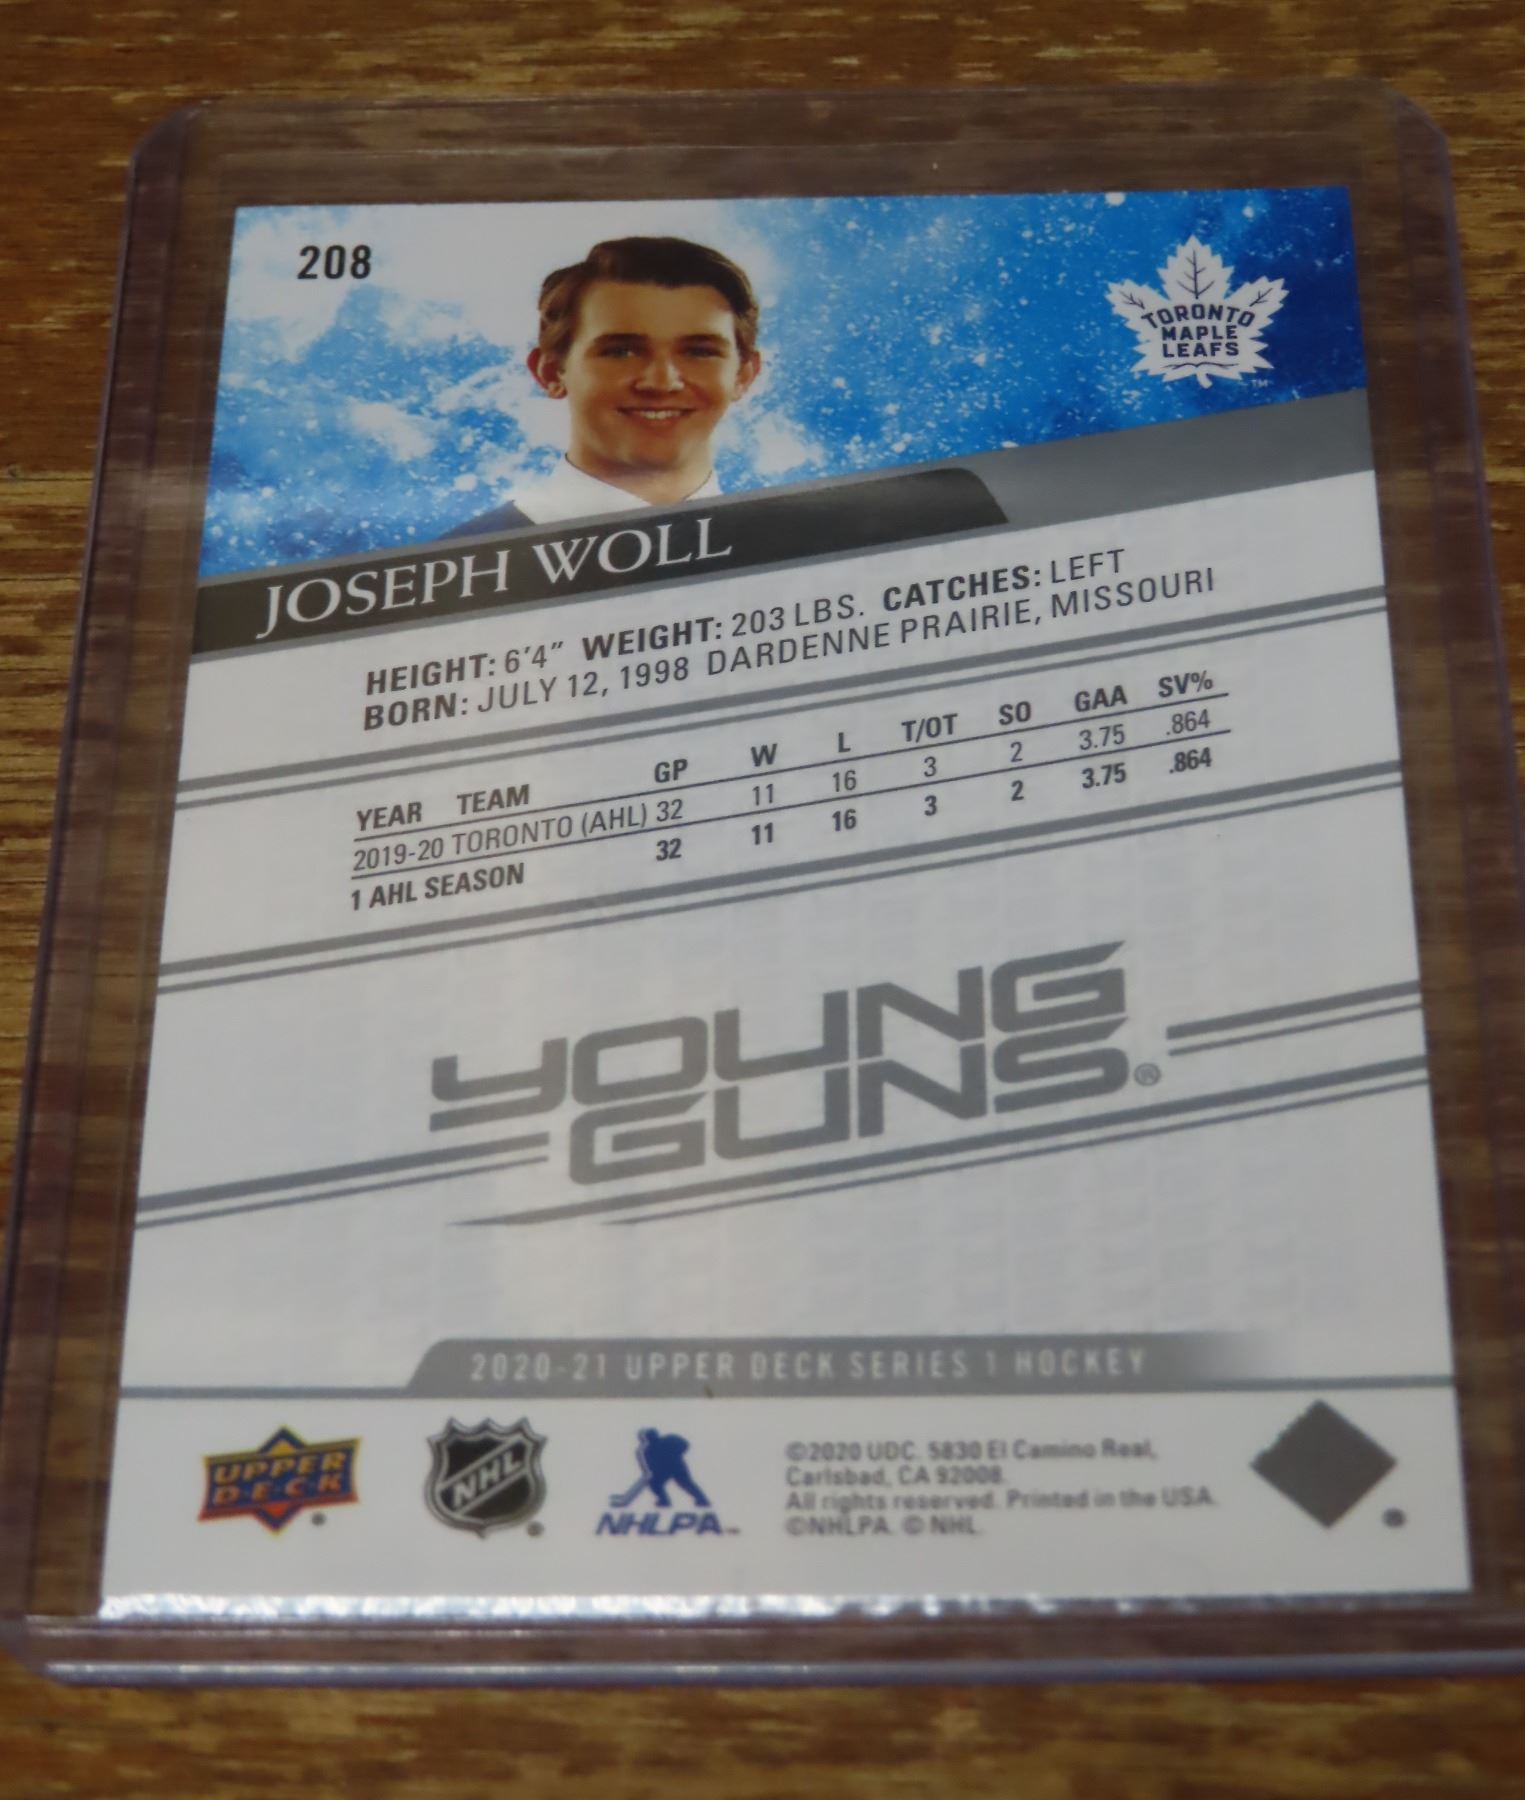 208
TORONTO
MAPLE
LEAFS
TM
JOSEPH WOLL
HEIGHT: 6'4" WEIGHT: 203 LBS. CATCHES: LEFT
BORN: JULY 12, 1998 DARDENNE PRAIRIE, MISSOURI
YEAR TEAM GP W L T/OT SO GAA SV%
2019-20 TORONTO (AHL) 32 11 16 3 2 3.75 .864
1 AHL SEASON 32 11 16 3 2 3.75 .864
YOUNG
GUNS®
2020-21 UPPER DECK SERIES 1 HOCKEY
UPPER
DECK
NHL
NHLPA
©2020 UDC. 5830 El Camino Real,
Carlsbad, CA 92008.
All rights reserved. Printed in the USA.
©NHLPA. © NHL.